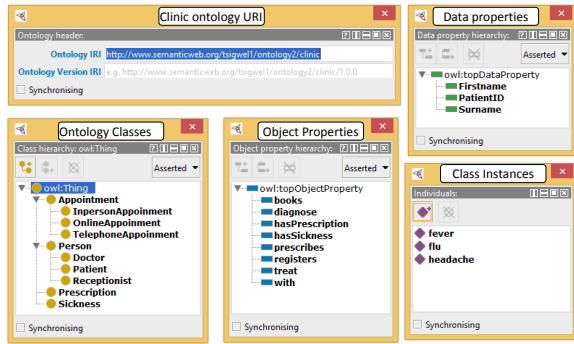 Clinic ontology URI
Ontology header:
Ontology IRI http://www.semanticweb.org/tsigwel1/ontology2/clinic
Ontology Version IRI e.g. http://www.semanticweb.org/tsigwel1/ontology2/clinic/1.0.0
Synchronising
Data properties
Data property hierarchy:
Asserted
owl:topDataProperty
Firstname
PatientID
Surname
Synchronising
Ontology Classes
Class hierarchy: owl:Thing
Asserted
owl:Thing
Appointment
InpersonAppoinment
OnlineAppoinment
TelephoneAppoinment
Person
Doctor
Patient
Receptionist
Prescription
Sickness
Synchronising
Object Properties
Object property hierarchy:
Asserted
owl:topObjectProperty
books
diagnose
hasPrescription
hasSickness
prescribes
registers
treat
with
Synchronising
Class Instances
Individuals:
fever
flu
headache
Synchronising